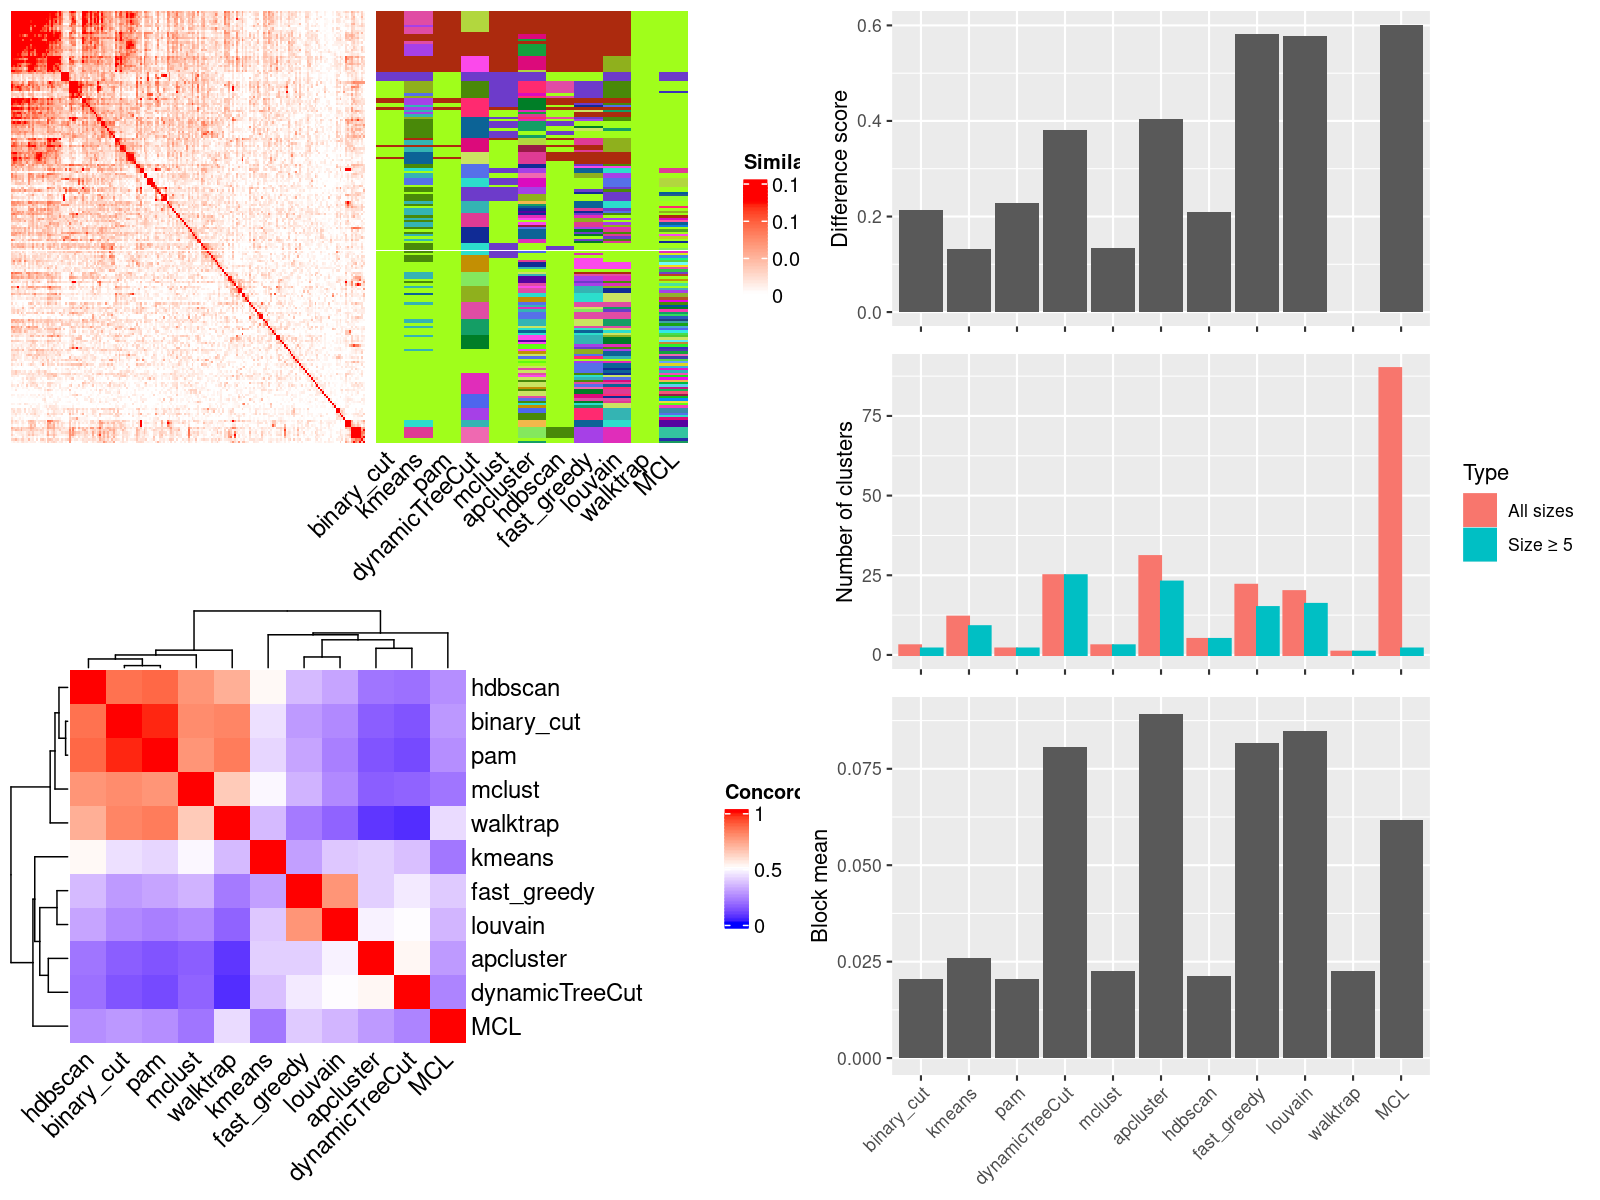 Simila
0.1
0.1
0.0
0
binary_cut
kmeans
pam
dynamicTreeCut
mclust
apcluster
hdbscan
fast_greedy
louvain
walktrap
MCL
hdbscan
binary_cut
pam
mclust
walktrap
kmeans
fast_greedy
louvain
apcluster
dynamicTreeCut
MCL
hdbscan
binary_cut
pam
mclust
walktrap
kmeans
fast_greedy
louvain
apcluster
dynamicTreeCut
MCL
Concord
1
0.5
0
Difference score
0.6
0.4
0.2
0.0
Number of clusters
75
50
25
0
Type
All sizes
Size ≥ 5
Block mean
0.075
0.050
0.025
0.000
binary_cut
kmeans
pam
dynamicTreeCut
mclust
apcluster
hdbscan
fast_greedy
louvain
walktrap
MCL